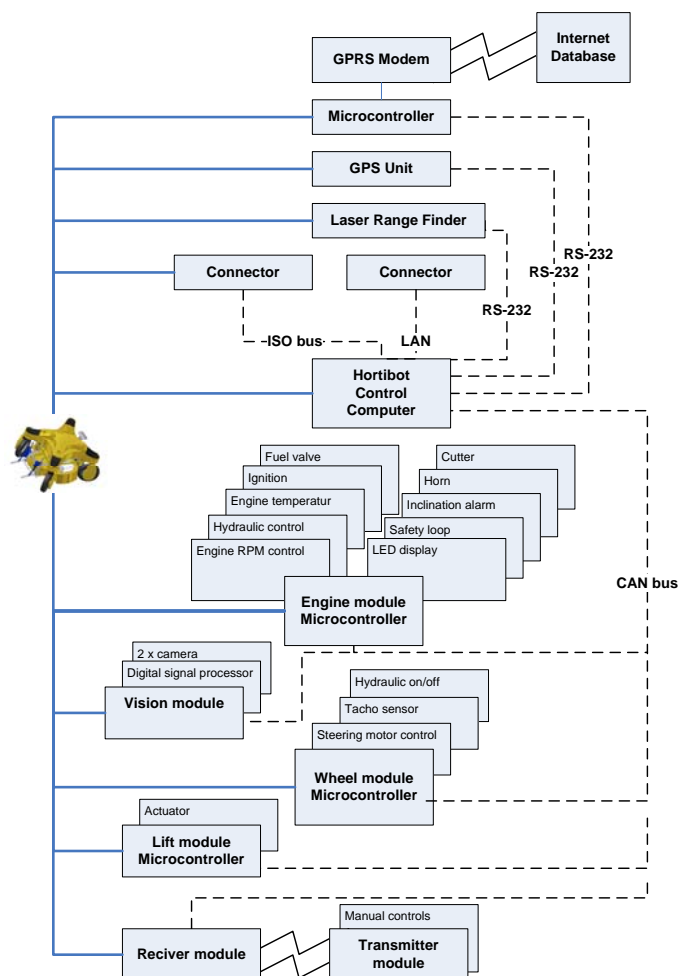 Internet
Database
GPRS Modem
Microcontroller
GPS Unit
Laser Range Finder
RS-232
RS-232
Connector
Connector
RS-232
ISO bus
LAN
Hortibot
Control
Computer
Fuel valve
Cutter
Ignition
Horn
Engine temperatur
Inclination alarm
Hydraulic control
Safety loop
Engine RPM control
LED display
CAN bus
Engine module
Microcontroller
2 x camera
Digital signal processor
Vision module
Hydraulic on/off
Tacho sensor
Steering motor control
Wheel module
Microcontroller
Actuator
Lift module
Microcontroller
Manual controls
Reciver module
Transmitter
module